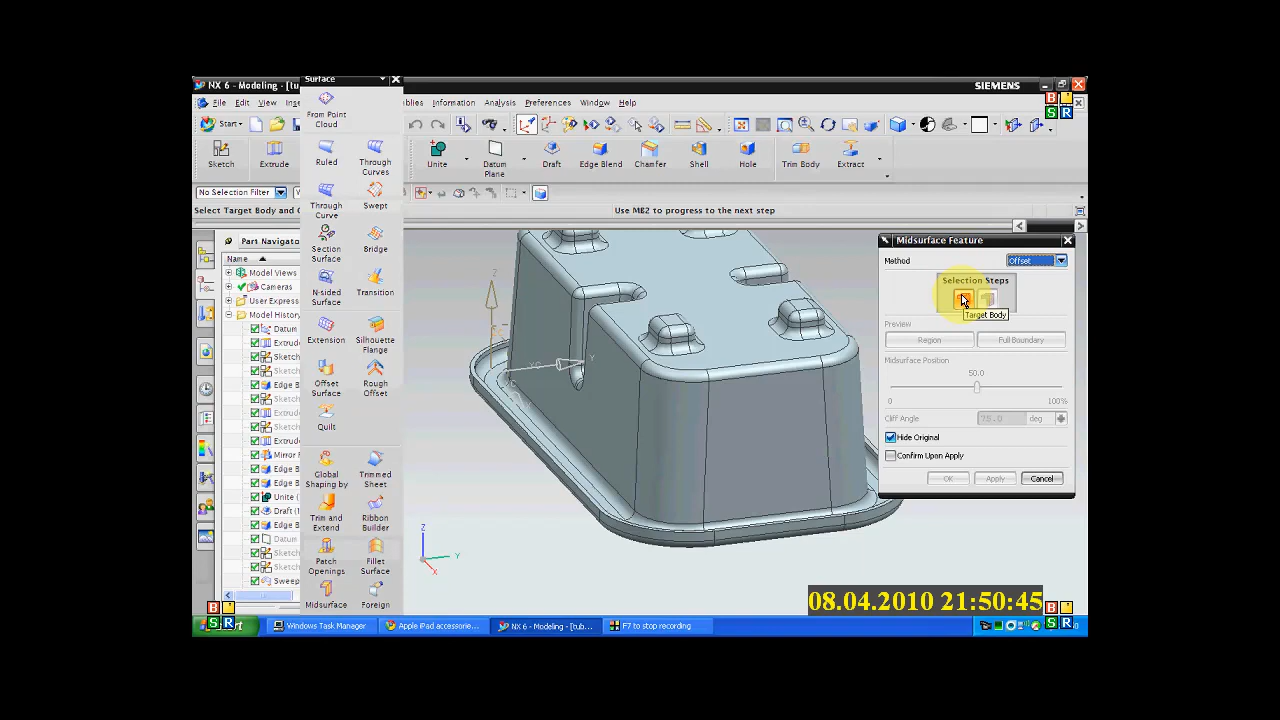 NX 6 - Modeling - [tub
SIEMENS
Surface
File Edit View Ins
blies Information Analysis Preferences Window Help
From Point
Cloud
Start
Sketch
Extrude
Ruled
Through
Curves
Unite
Datum
Plane
Draft
Edge Blend
Chamfer
Shell
Hole
Trim Body
Extract
No Selection Filter
Through
Curve
Swept
Select Target Body and
Use MB2 to progress to the next step
Section
Surface
Bridge
N-sided
Surface
Transition
Extension
Silhouette
Flange
Offset
Surface
Rough
Offset
Quilt
Global
Shaping by
Trimmed
Sheet
Trim and
Extend
Ribbon
Builder
Patch
Openings
Fillet
Surface
Midsurface
Foreign
Part Navigato
Name
Model Views
Cameras
User Express
Model History
Datum
Extrude
Sketch
Sketch
Edge B
Sketch
Extrude
Sketch
Extrude
Mirror F
Edge B
Edge B
Unite (
Draft (1
Edge B
Datum
Sketch
Sketch
Sweep
Z
YC
Y
Z
Y
X
Midsurface Feature
Method
Offset
Selection Steps
Target Body
Preview
Region
Full Boundary
Midsurface Position
50.0
0
100%
Cliff Angle
75.0
deg
Hide Original
Confirm Upon Apply
OK
Apply
Cancel
08.04.2010 21:50:45
B
S R
B
S R
B
S R
Windows Task Manager
Apple iPad accessorie...
NX 6 - Modeling - [tub...
F7 to stop recording